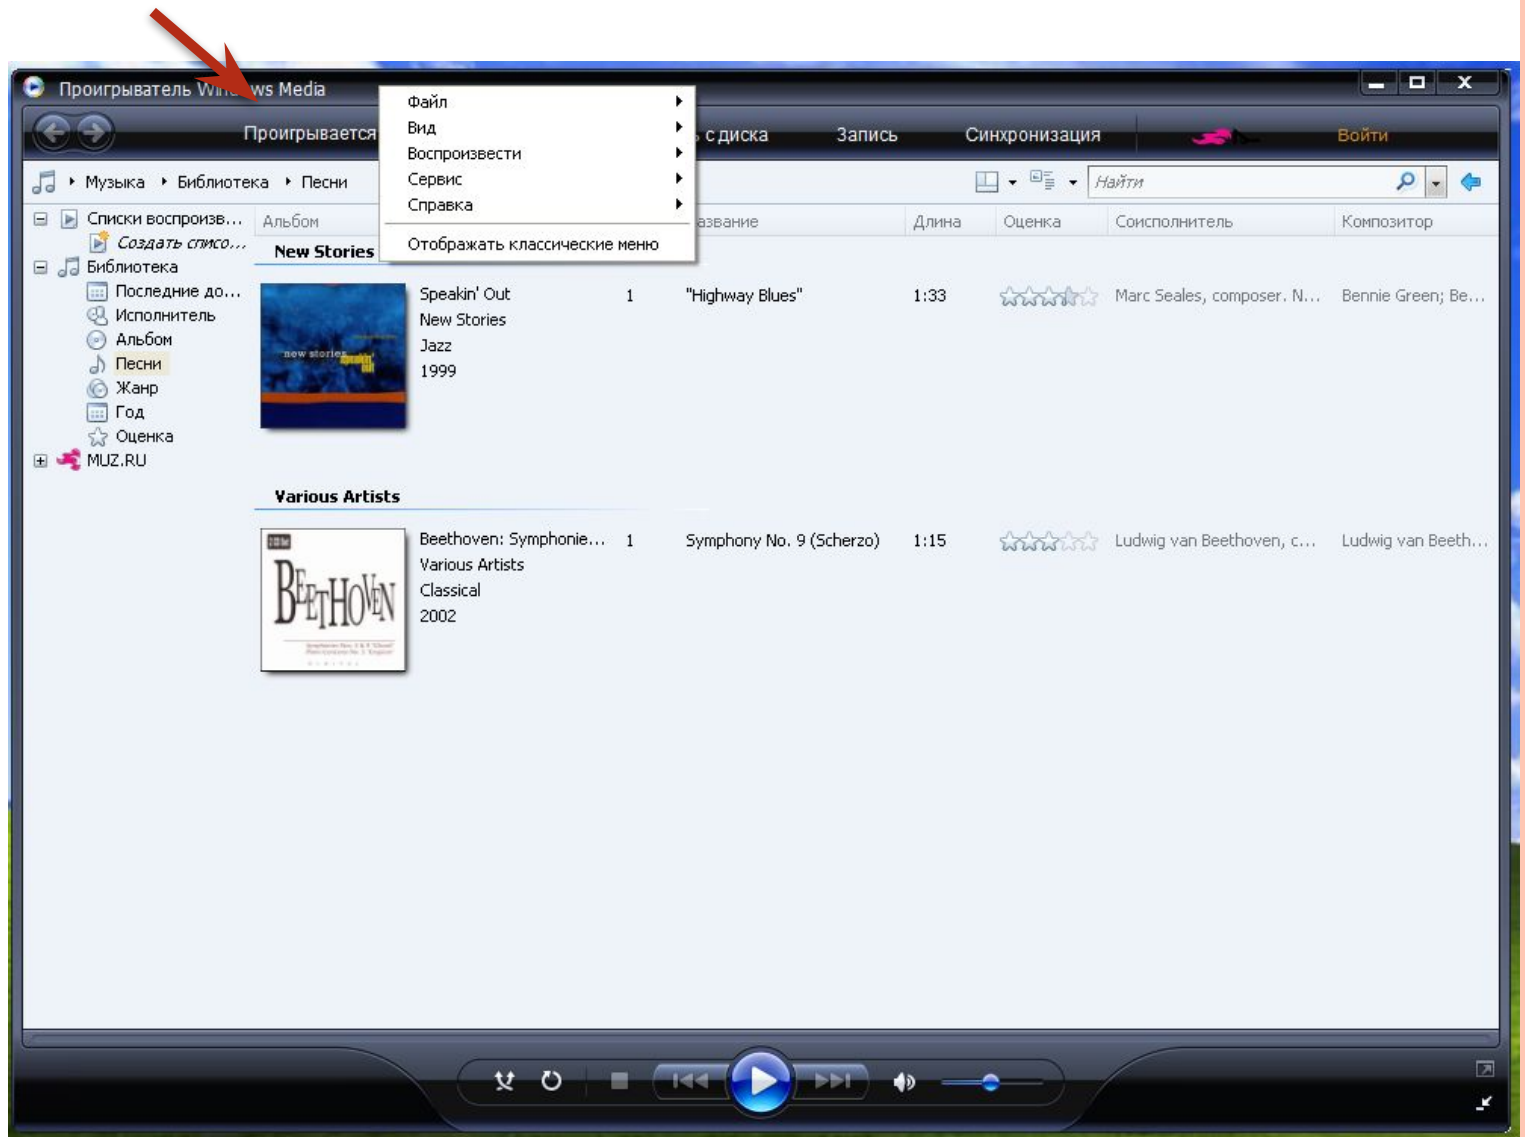 Проигрыватель Windows Media
Проигрывается
с диска
Запись
Синхронизация
Войти
Файл
Вид
Воспроизвести
Сервис
Справка
Отображать классические меню
Музыка
Библиотека
Песни
Найти
Списки воспроизв...
Создать списо...
Библиотека
Последние до...
Исполнитель
Альбом
Песни
Жанр
Год
Оценка
MUZ.RU
Альбом
азвание
Длина
Оценка
Соисполнитель
Композитор
New Stories
new stories
Speakin' Out
1
"Highway Blues"
1:33
Marc Seales, composer. N...
Bennie Green; Be...
New Stories
Jazz
1999
Various Artists
BEETHOVEN
Beethoven: Symphonie...
1
Symphony No. 9 (Scherzo)
1:15
Ludwig van Beethoven, c...
Ludwig van Beeth...
Various Artists
Classical
2002